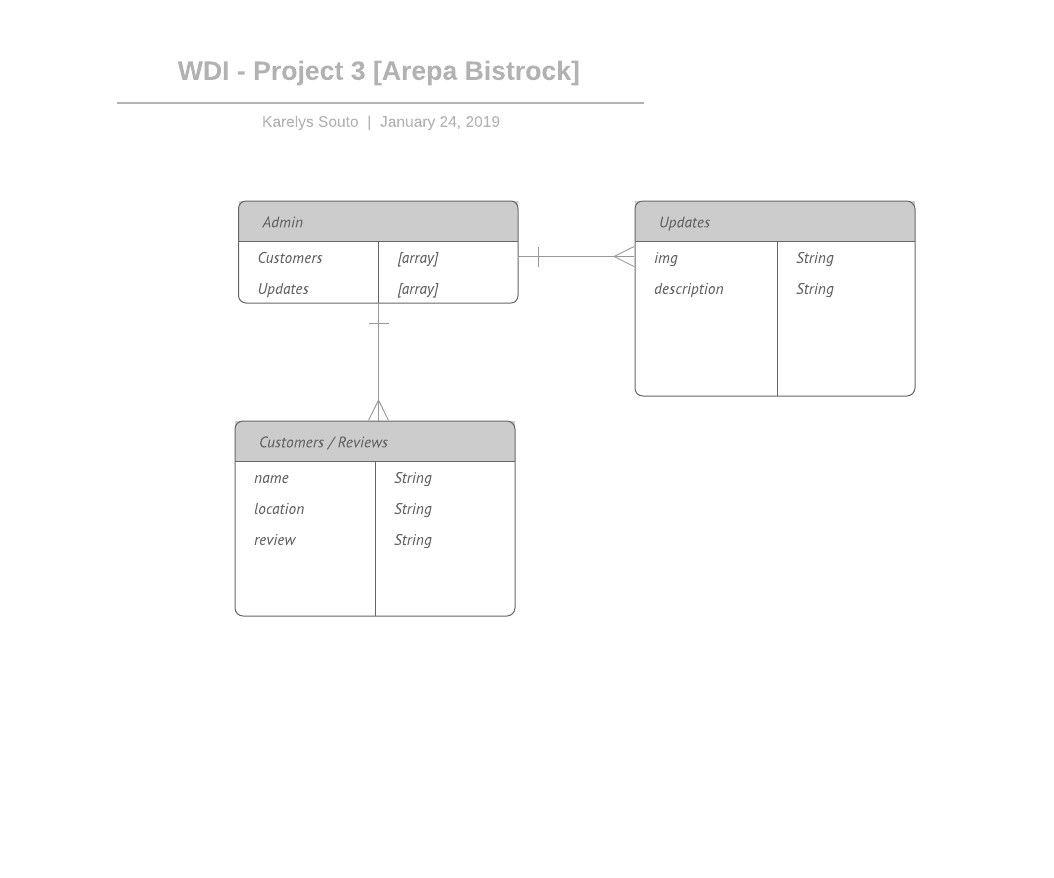 WDI - Project 3 [Arepa Bistrock]
Karelys Souto | January 24, 2019
Admin
Customers [array]
Updates [array]
Updates
img String
description String
Customers / Reviews
name String
location String
review String